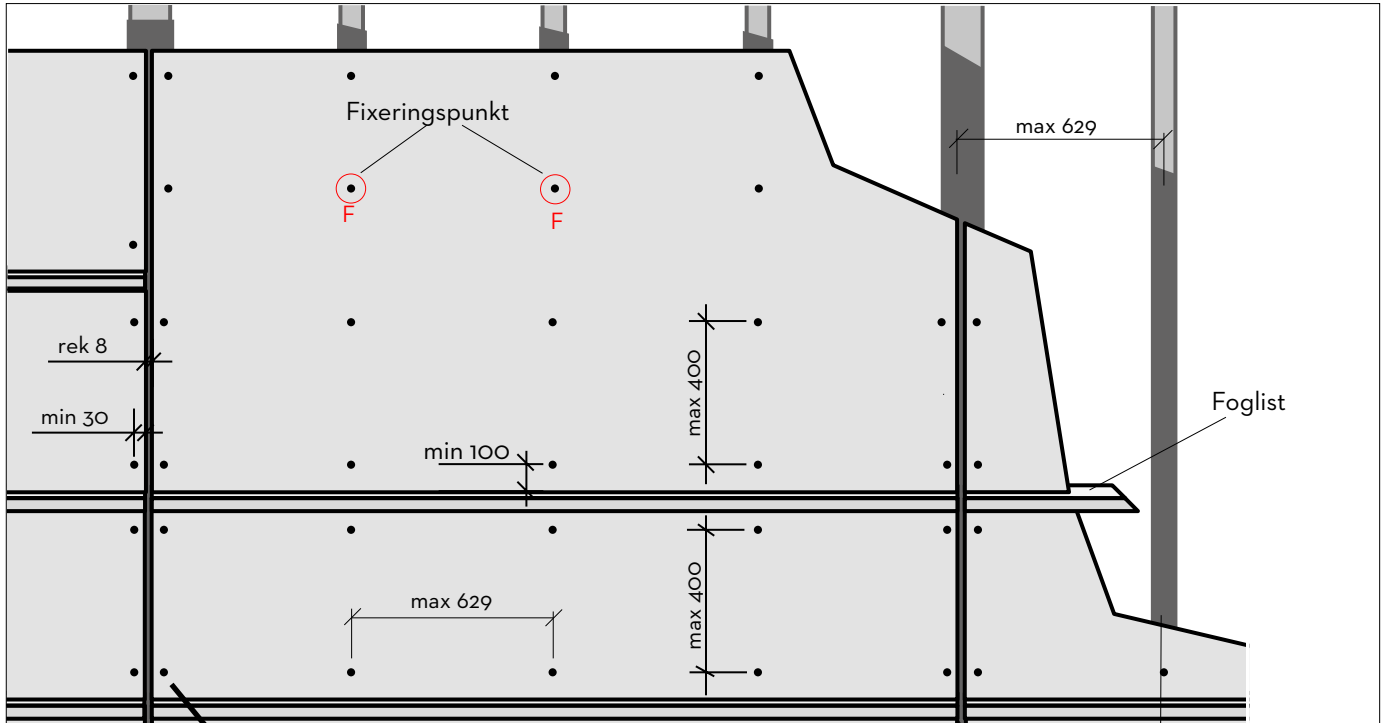 Fixeringspunkt
max 629
F
F
rek 8
max 400
Foglist
min 30
min 100
max 400
max 629